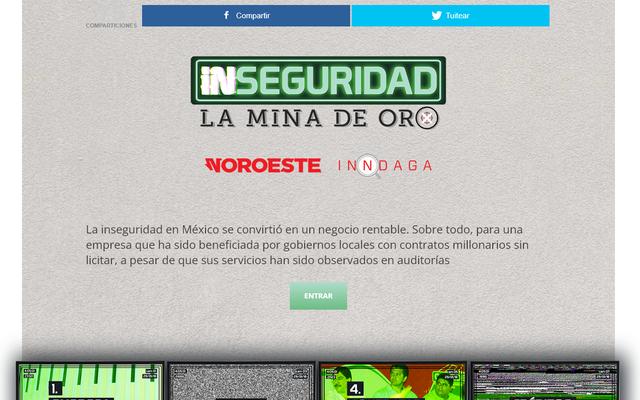 COMPARTICIONES
Compartir
Tuitear
INSEGURIDAD
LA MINA DE ORO
NOROESTE INNDAGA
La inseguridad en México se convirtió en un negocio rentable. Sobre todo, para una
empresa que ha sido beneficiada por gobiernos locales con contratos millonarios sin
licitar, a pesar de que sus servicios han sido observados en auditorías
ENTRAR
1.
4.